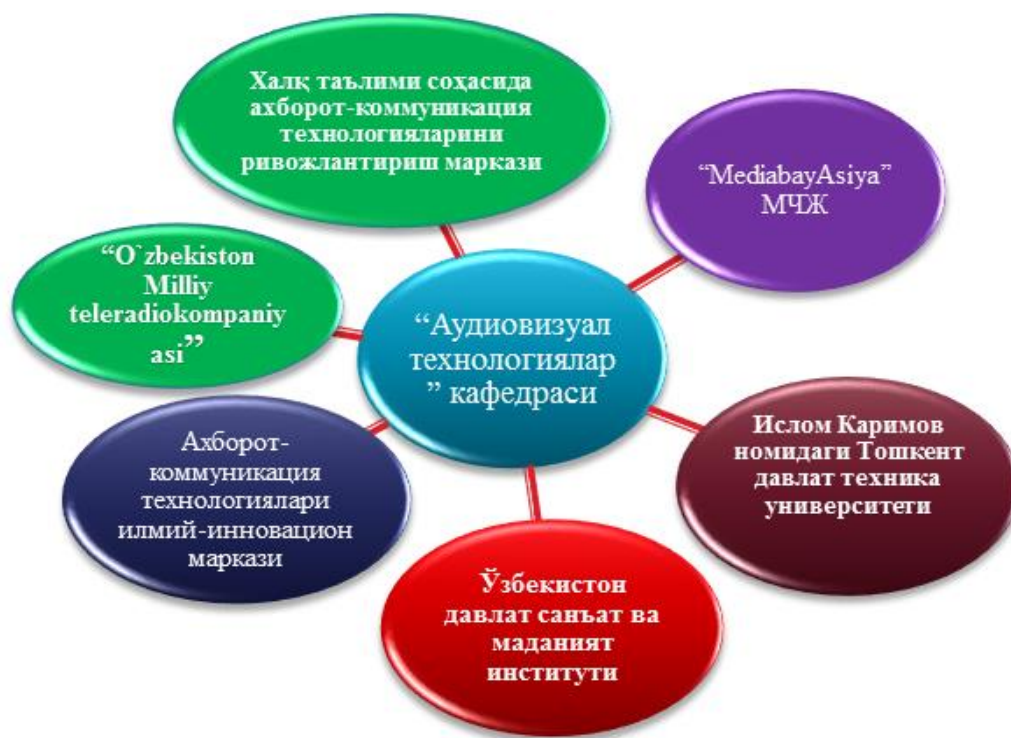 Халқ таълими соҳасида
ахборот-коммуникация
технологияларини
ривожлантириш маркази
“MediabayAsiya”
МЧЖ
“O`zbekiston
Milliy
teleradiokompaniy
asi”
“Аудиовизуал
технологиялар
” кафедраси
Ахборот-
коммуникация
технологиялари
илмий-инновацион
маркази
Ислом Каримов
номидаги Тошкент
давлат техника
университети
Ўзбекистон
давлат санъат ва
маданият
институти